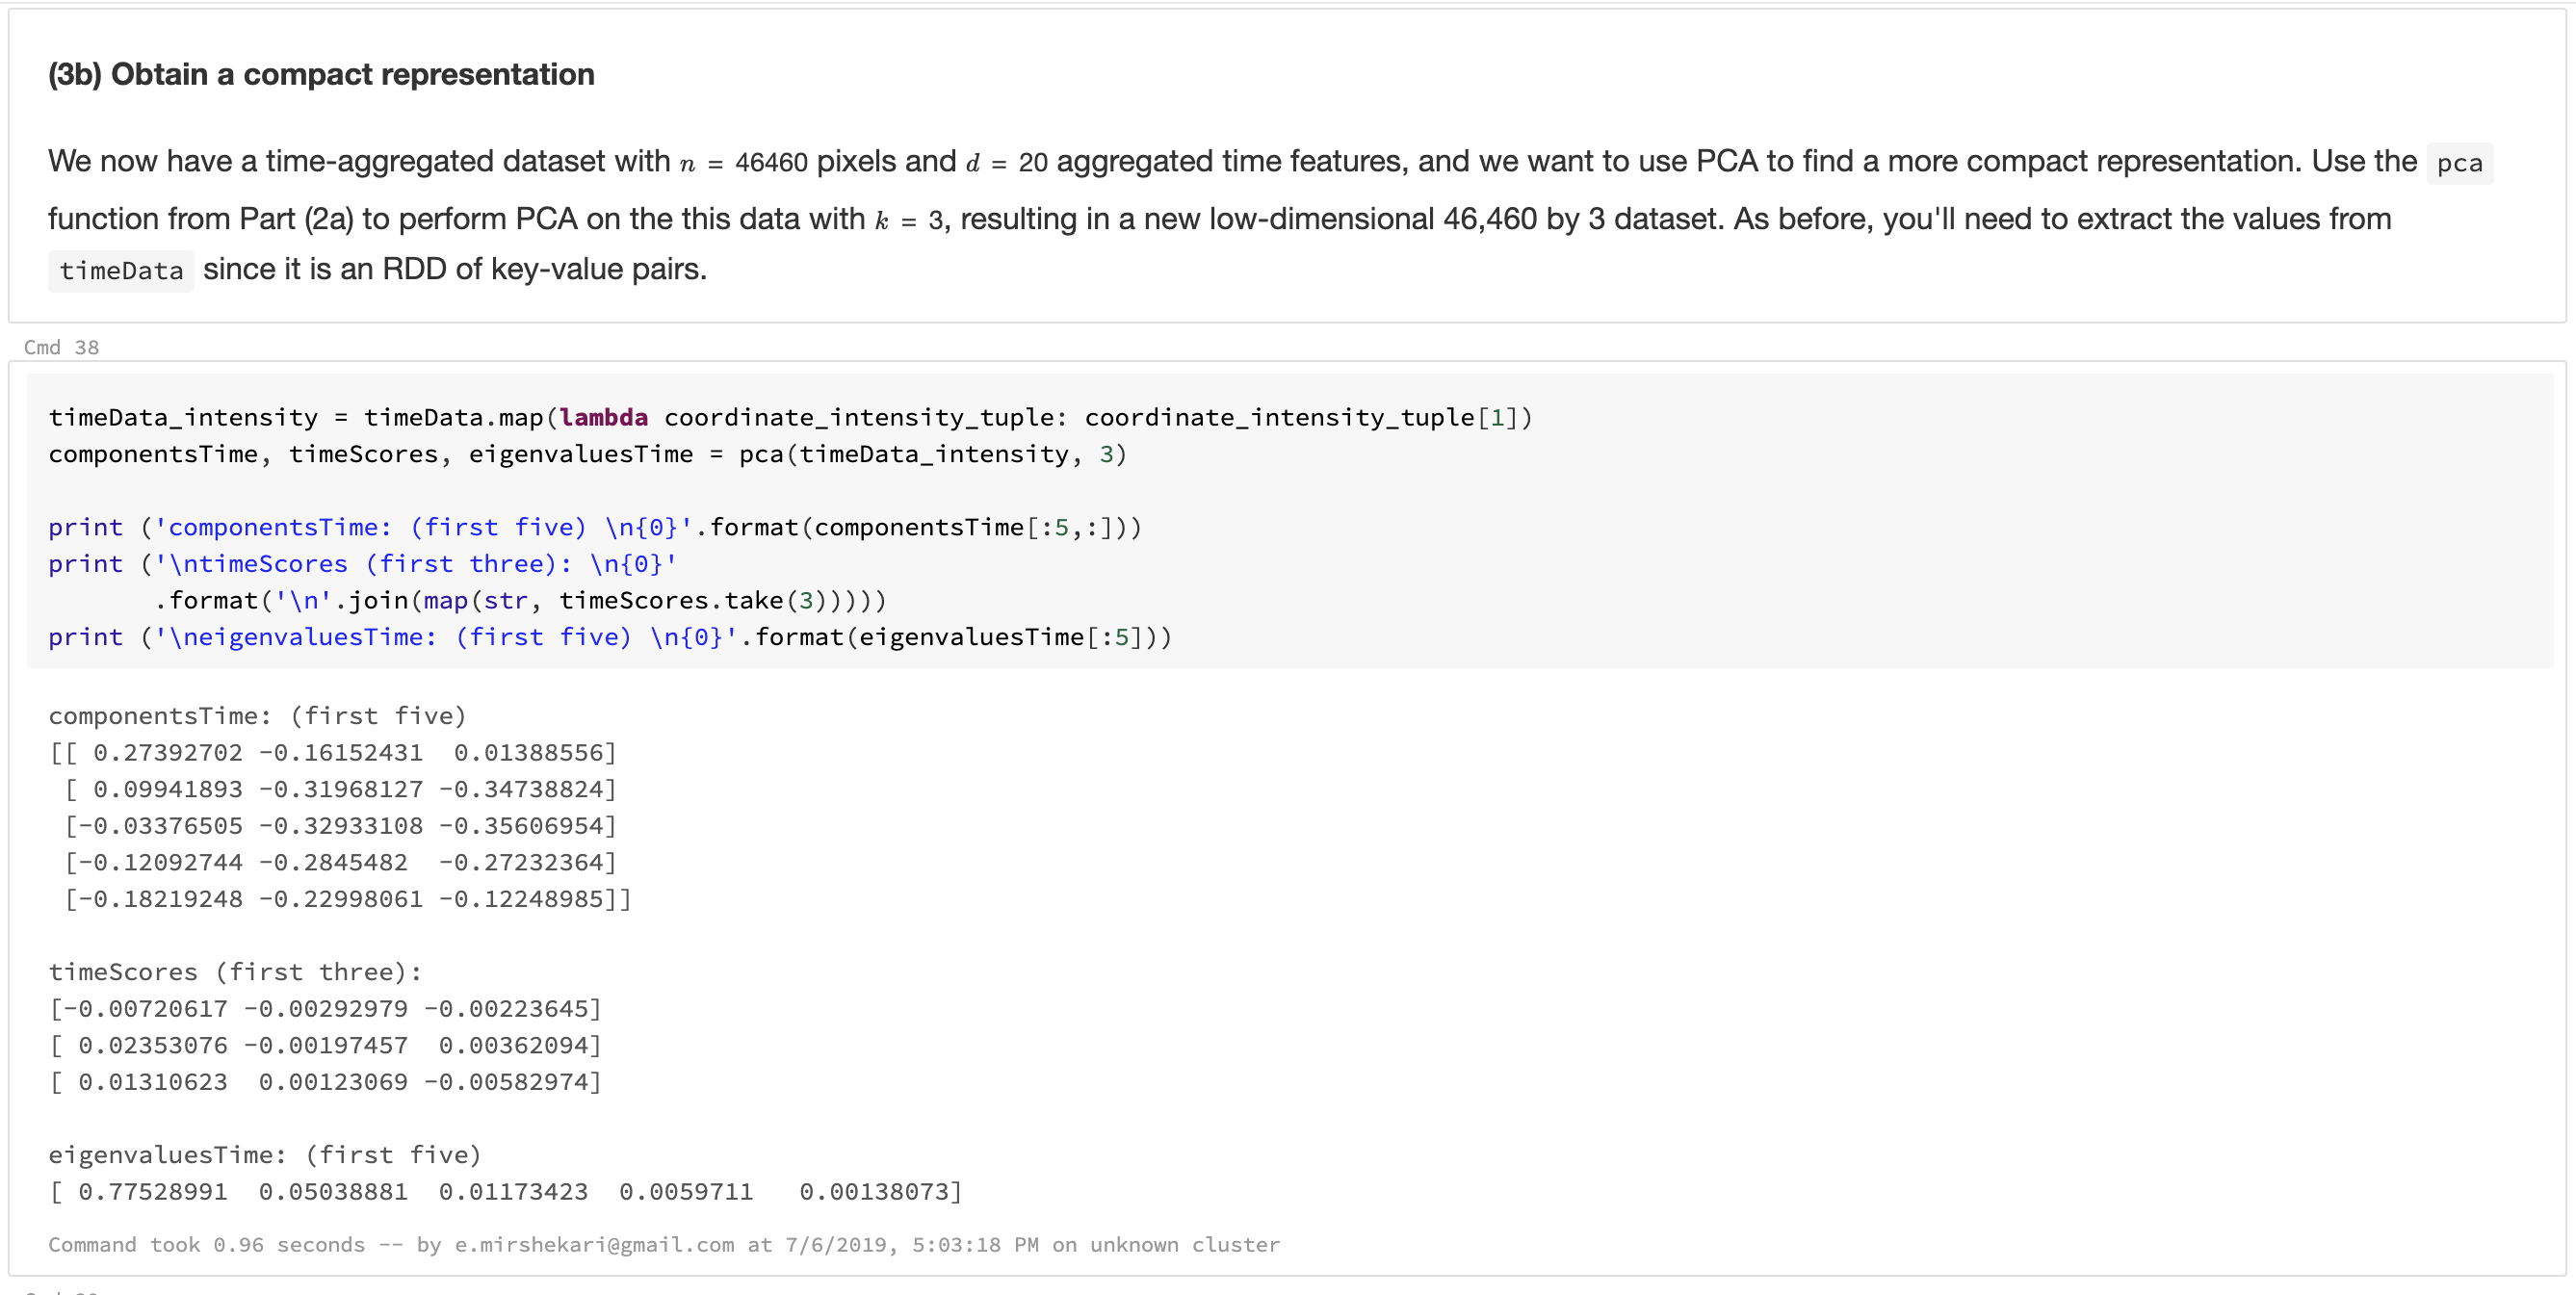 (3b) Obtain a compact representation
We now have a time-aggregated dataset with n = 46460 pixels and d = 20 aggregated time features, and we want to use PCA to find a more compact representation. Use the pca
function from Part (2a) to perform PCA on the this data with k = 3, resulting in a new low-dimensional 46,460 by 3 dataset. As before, you'll need to extract the values from
timeData since it is an RDD of key-value pairs.
Cmd 38
timeData_intensity = timeData.map(lambda coordinate_intensity_tuple: coordinate_intensity_tuple[1])
componentsTime, timeScores, eigenvaluesTime = pca(timeData_intensity, 3)
print ('componentsTime: (first five) \n{0}'.format(componentsTime[:5,:]))
print ('\ntimeScores (first three): \n{0}'
.format('\n'.join(map(str, timeScores.take(3)))))
print ('\neigenvaluesTime: (first five) \n{0}'.format(eigenvaluesTime[:5]))
componentsTime: (first five)
[[ 0.27392702 -0.16152431  0.01388556]
[ 0.09941893 -0.31968127 -0.34738824]
[-0.03376505 -0.32933108 -0.35606954]
[-0.12092744 -0.2845482  -0.27232364]
[-0.18219248 -0.22998061 -0.12248985]]
timeScores (first three):
[-0.00720617 -0.00292979 -0.00223645]
[ 0.02353076 -0.00197457  0.00362094]
[ 0.01310623  0.00123069 -0.00582974]
eigenvaluesTime: (first five)
[ 0.77528991  0.05038881  0.01173423  0.0059711   0.00138073]
Command took 0.96 seconds -- by e.mirshekari@gmail.com at 7/6/2019, 5:03:18 PM on unknown cluster